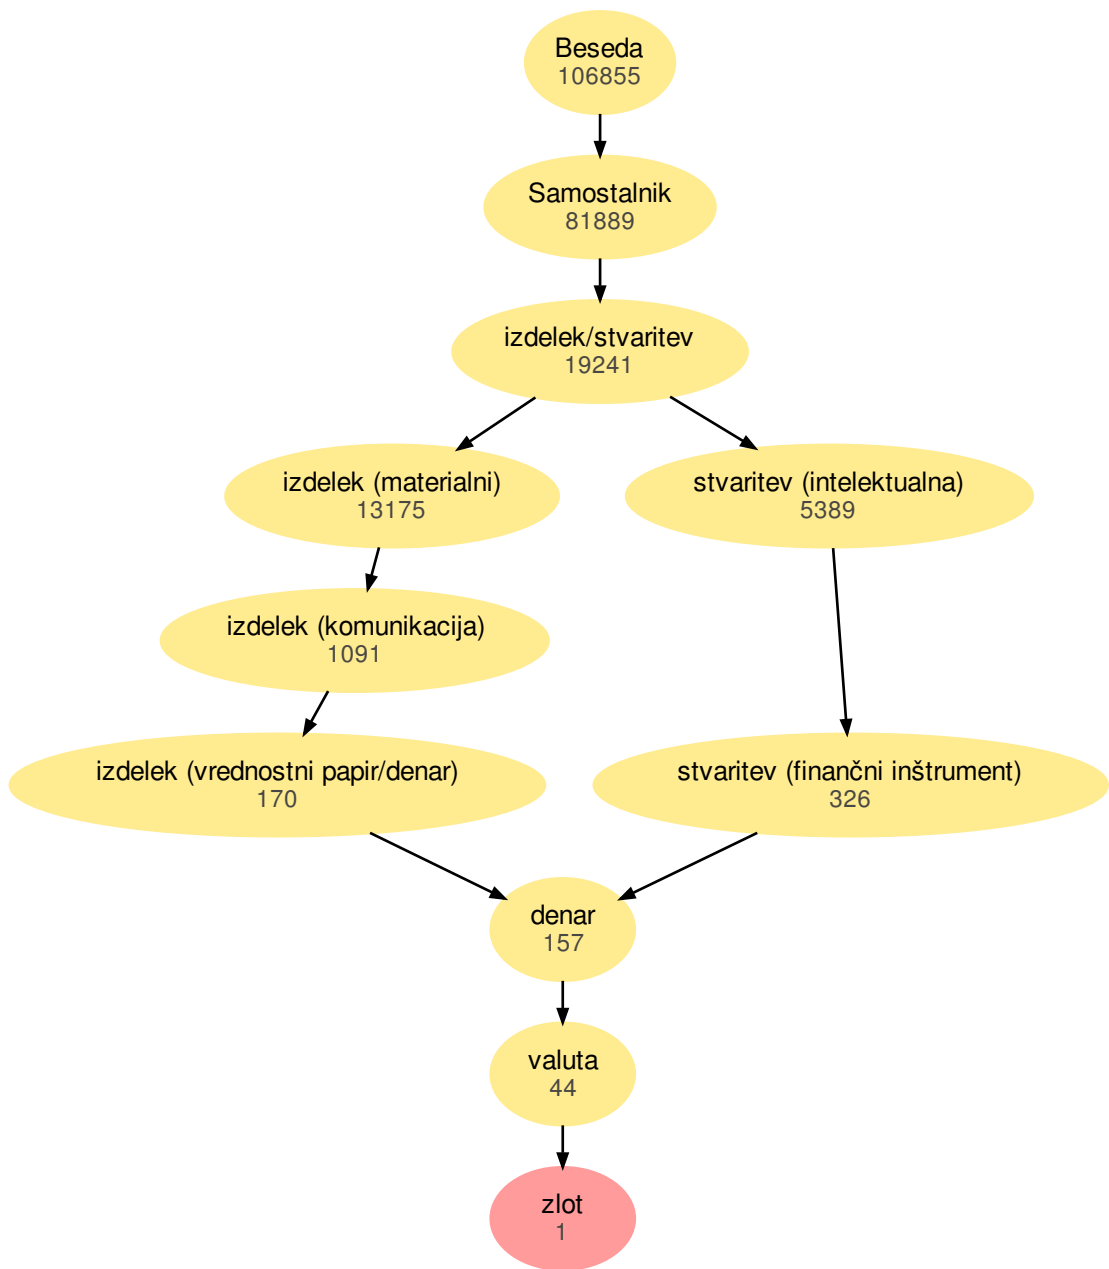 Beseda
106855
Samostalnik
81889
izdelek/stvaritev
19241
izdelek (materialni)
13175
stvaritev (intelektualna)
5389
izdelek (komunikacija)
1091
izdelek (vrednostni papir/denar)
170
stvaritev (finančni inštrument)
326
denar
157
valuta
44
zlot
1